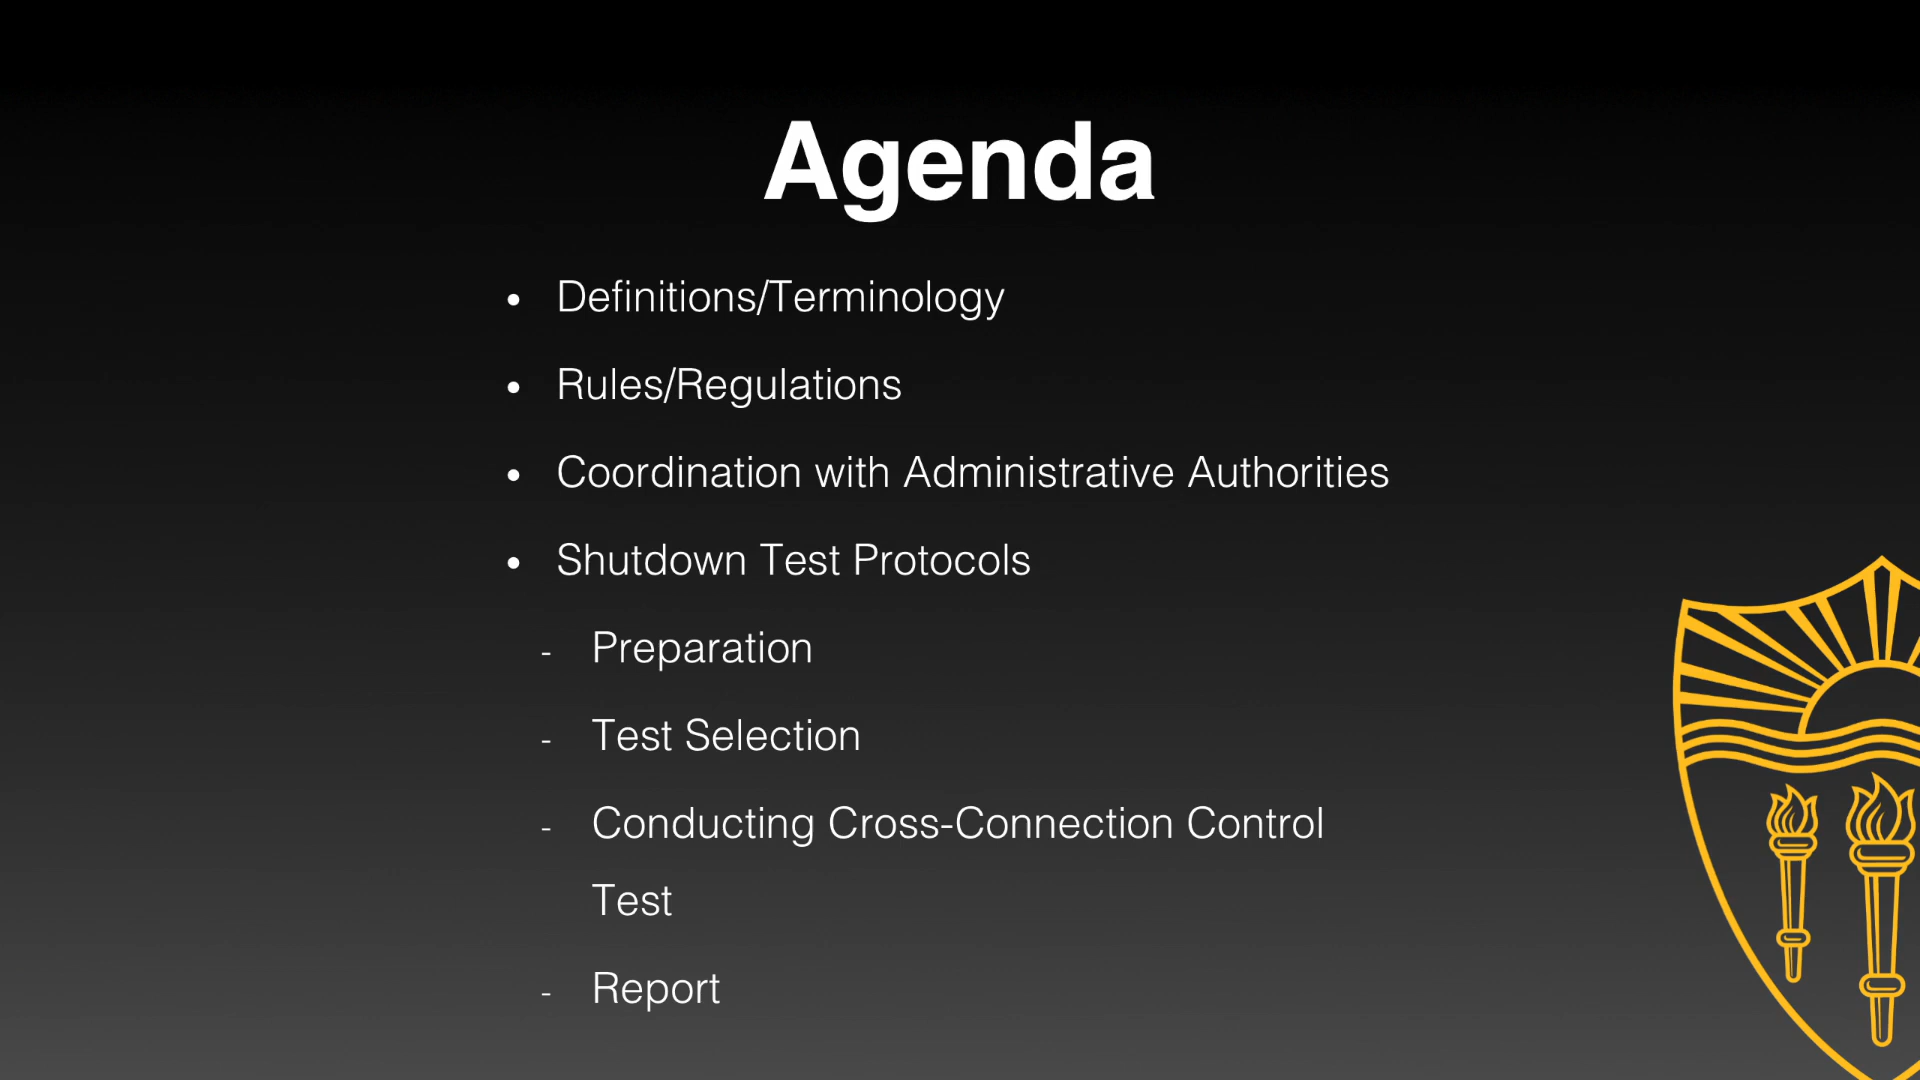 Agenda
• Definitions/Terminology
• Rules/Regulations
• Coordination with Administrative Authorities
• Shutdown Test Protocols
- Preparation
- Test Selection
- Conducting Cross-Connection Control
Test
- Report